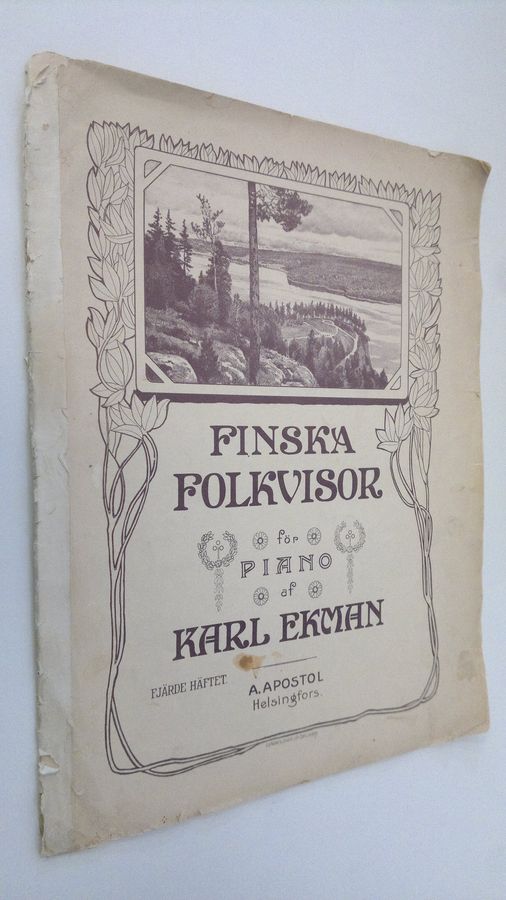 FINSKA
FOLKVISOR
för
PIANO
af
KARL EKMAN
FJÄRDE HÄFTET.
A. APOSTOL
Helsingfors.